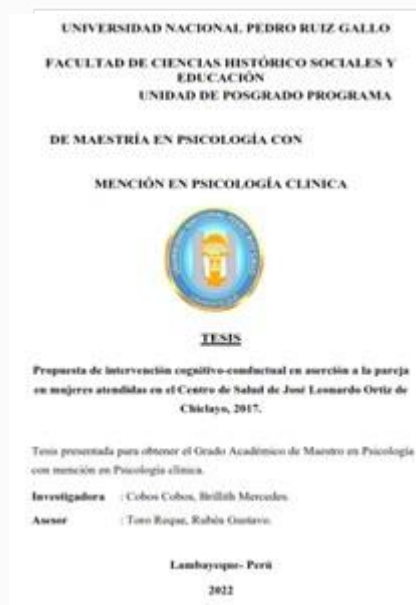 UNIVERSIDAD NACIONAL PEDRO RUIZ GALLO
FACULTAD DE CIENCIAS HISTÓRICO SOCIALES Y
EDUCACIÓN
UNIDAD DE POSGRADO PROGRAMA
DE MAESTRÍA EN PSICOLOGÍA CON
MENCIÓN EN PSICOLOGÍA CLINICA
TESIS
Propuesta de intervención cognitivo-conductual en aserción a la pareja
en mujeres atendidas en el Centro de Salud de José Leonardo Ortiz de
Chiclayo, 2017.
Tesis presentada para obtener el Grado Académico de Maestro en Psicología
con mención en Psicología clínica.
Investigadora : Cobos Cobos, Brillith Mercedes.
Asesor : Toro Reque, Rubén Gustavo.
Lambayeque- Perú
2022